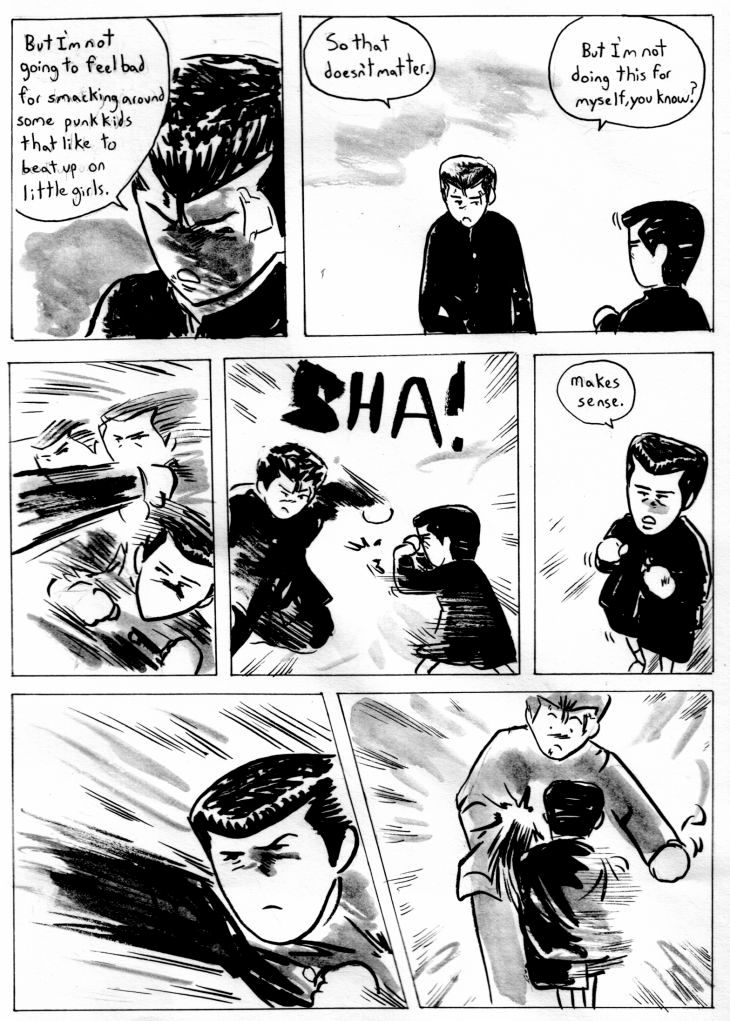 But I'm not
going to feel bad
for smacking around
some punk kids
that like to
beat up on
little girls.
So that
doesn't matter.
But I'm not
doing this for
myself, you know?
SHA!
makes
sense.